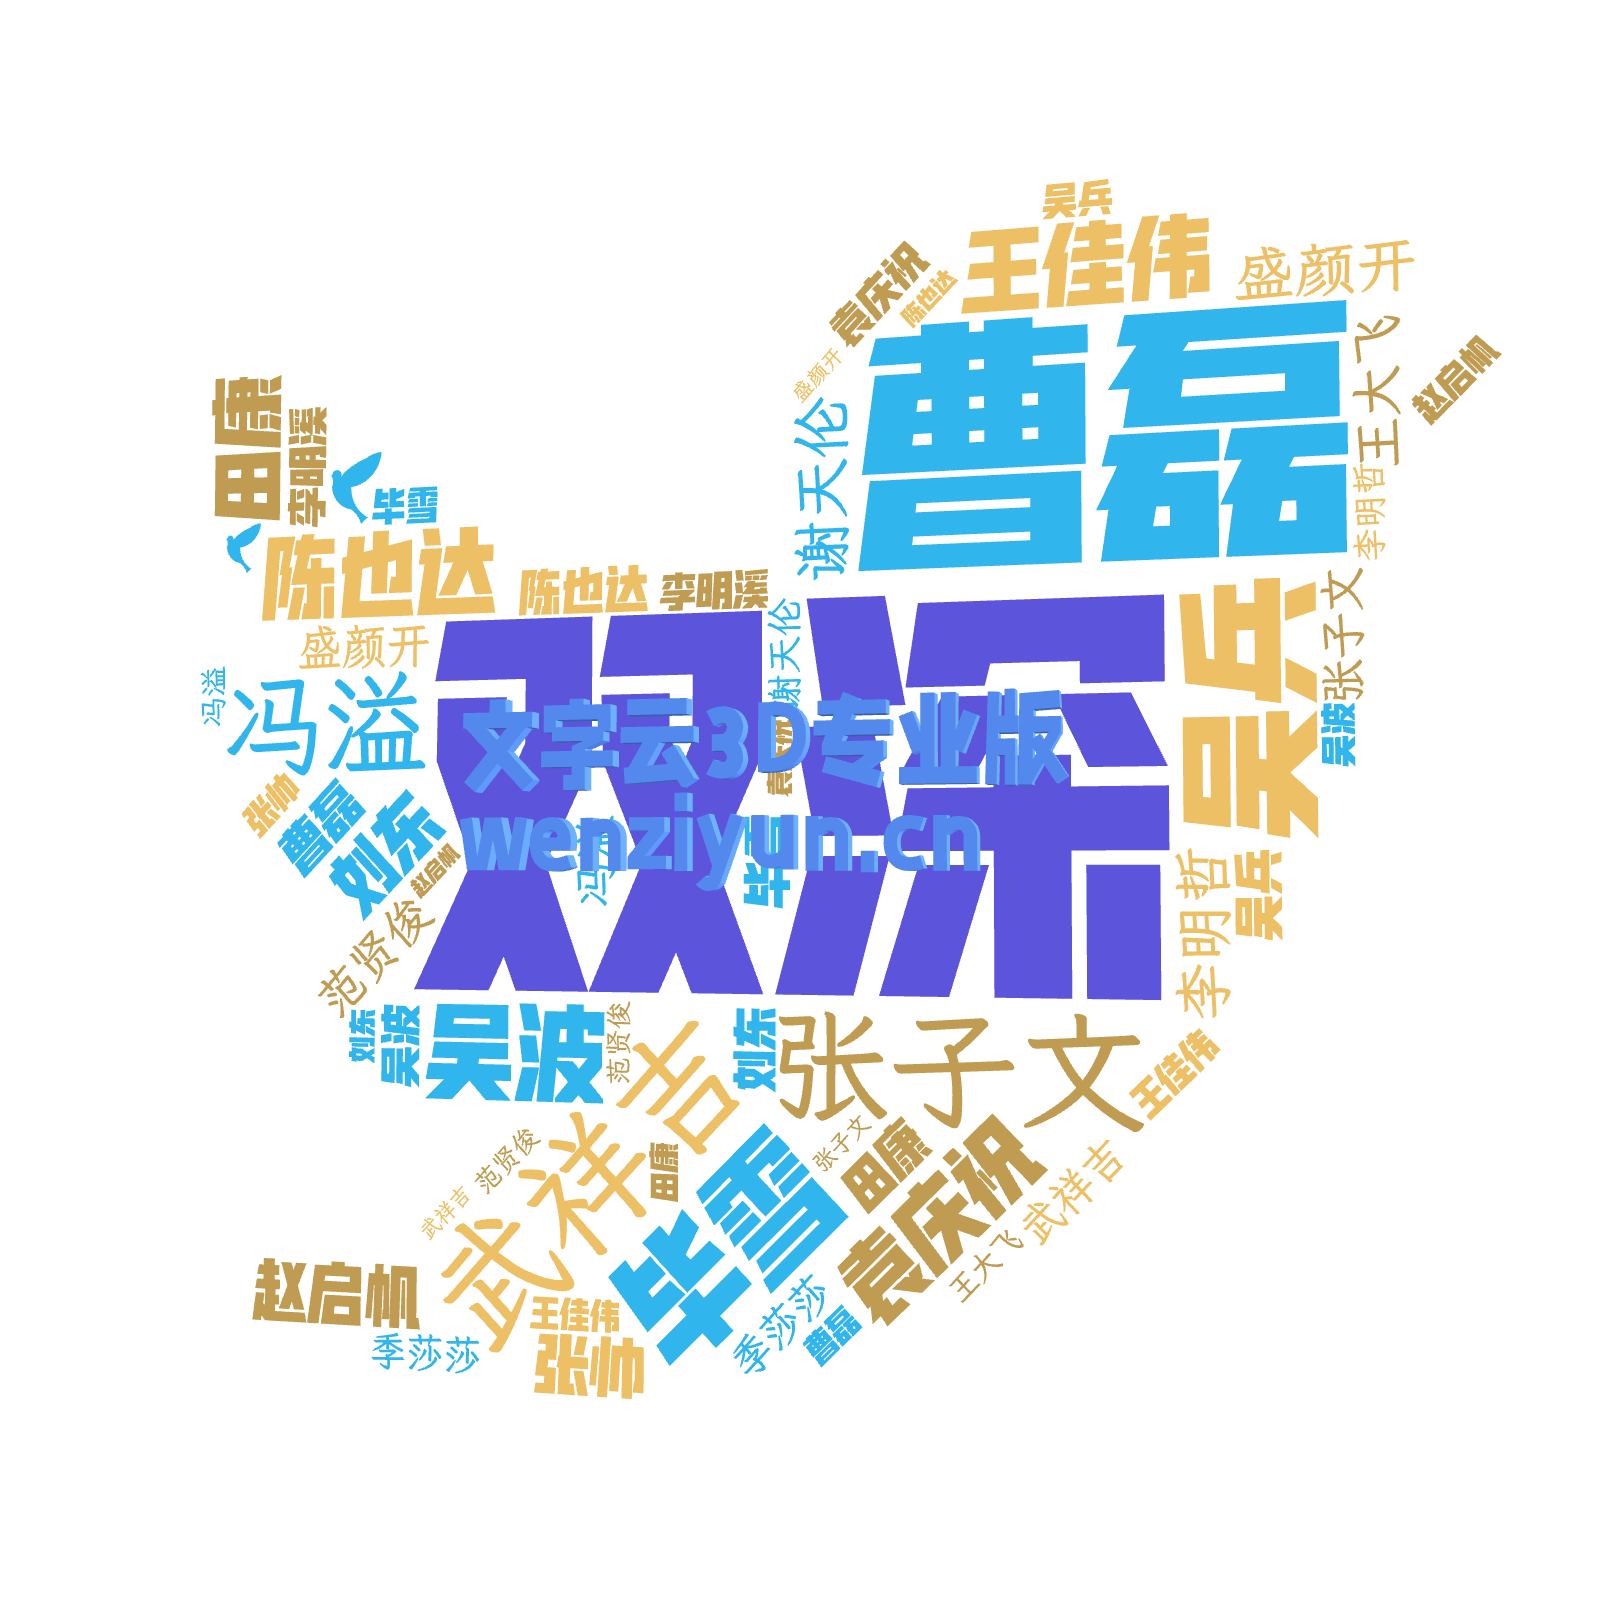 吴兵
王佳伟
盛颜开
袁庆祝
陈也达
盛颜开
曹磊
王大飞
赵启帆
谢天伦
李明哲
田康
李明溪
毕雪
陈也达
陈也达
李明溪
盛颜开
谢天伦
双深
吴兵
张子文
吴波
冯溢
冯溢
文字云3D专业版
wenziyun.cn
张帅
曹磊
刘东
赵启帆
冯溢
毕雪
李明哲
吴兵
范贤俊
刘东
吴波
吴波
范贤俊
刘东
张子文
王佳伟
武祥吉
范贤俊
武祥吉
田康
毕雪
张子文
田康
袁庆祝
武祥吉
王大飞
赵启帆
季莎莎
王佳伟
张帅
季莎莎
曹磊